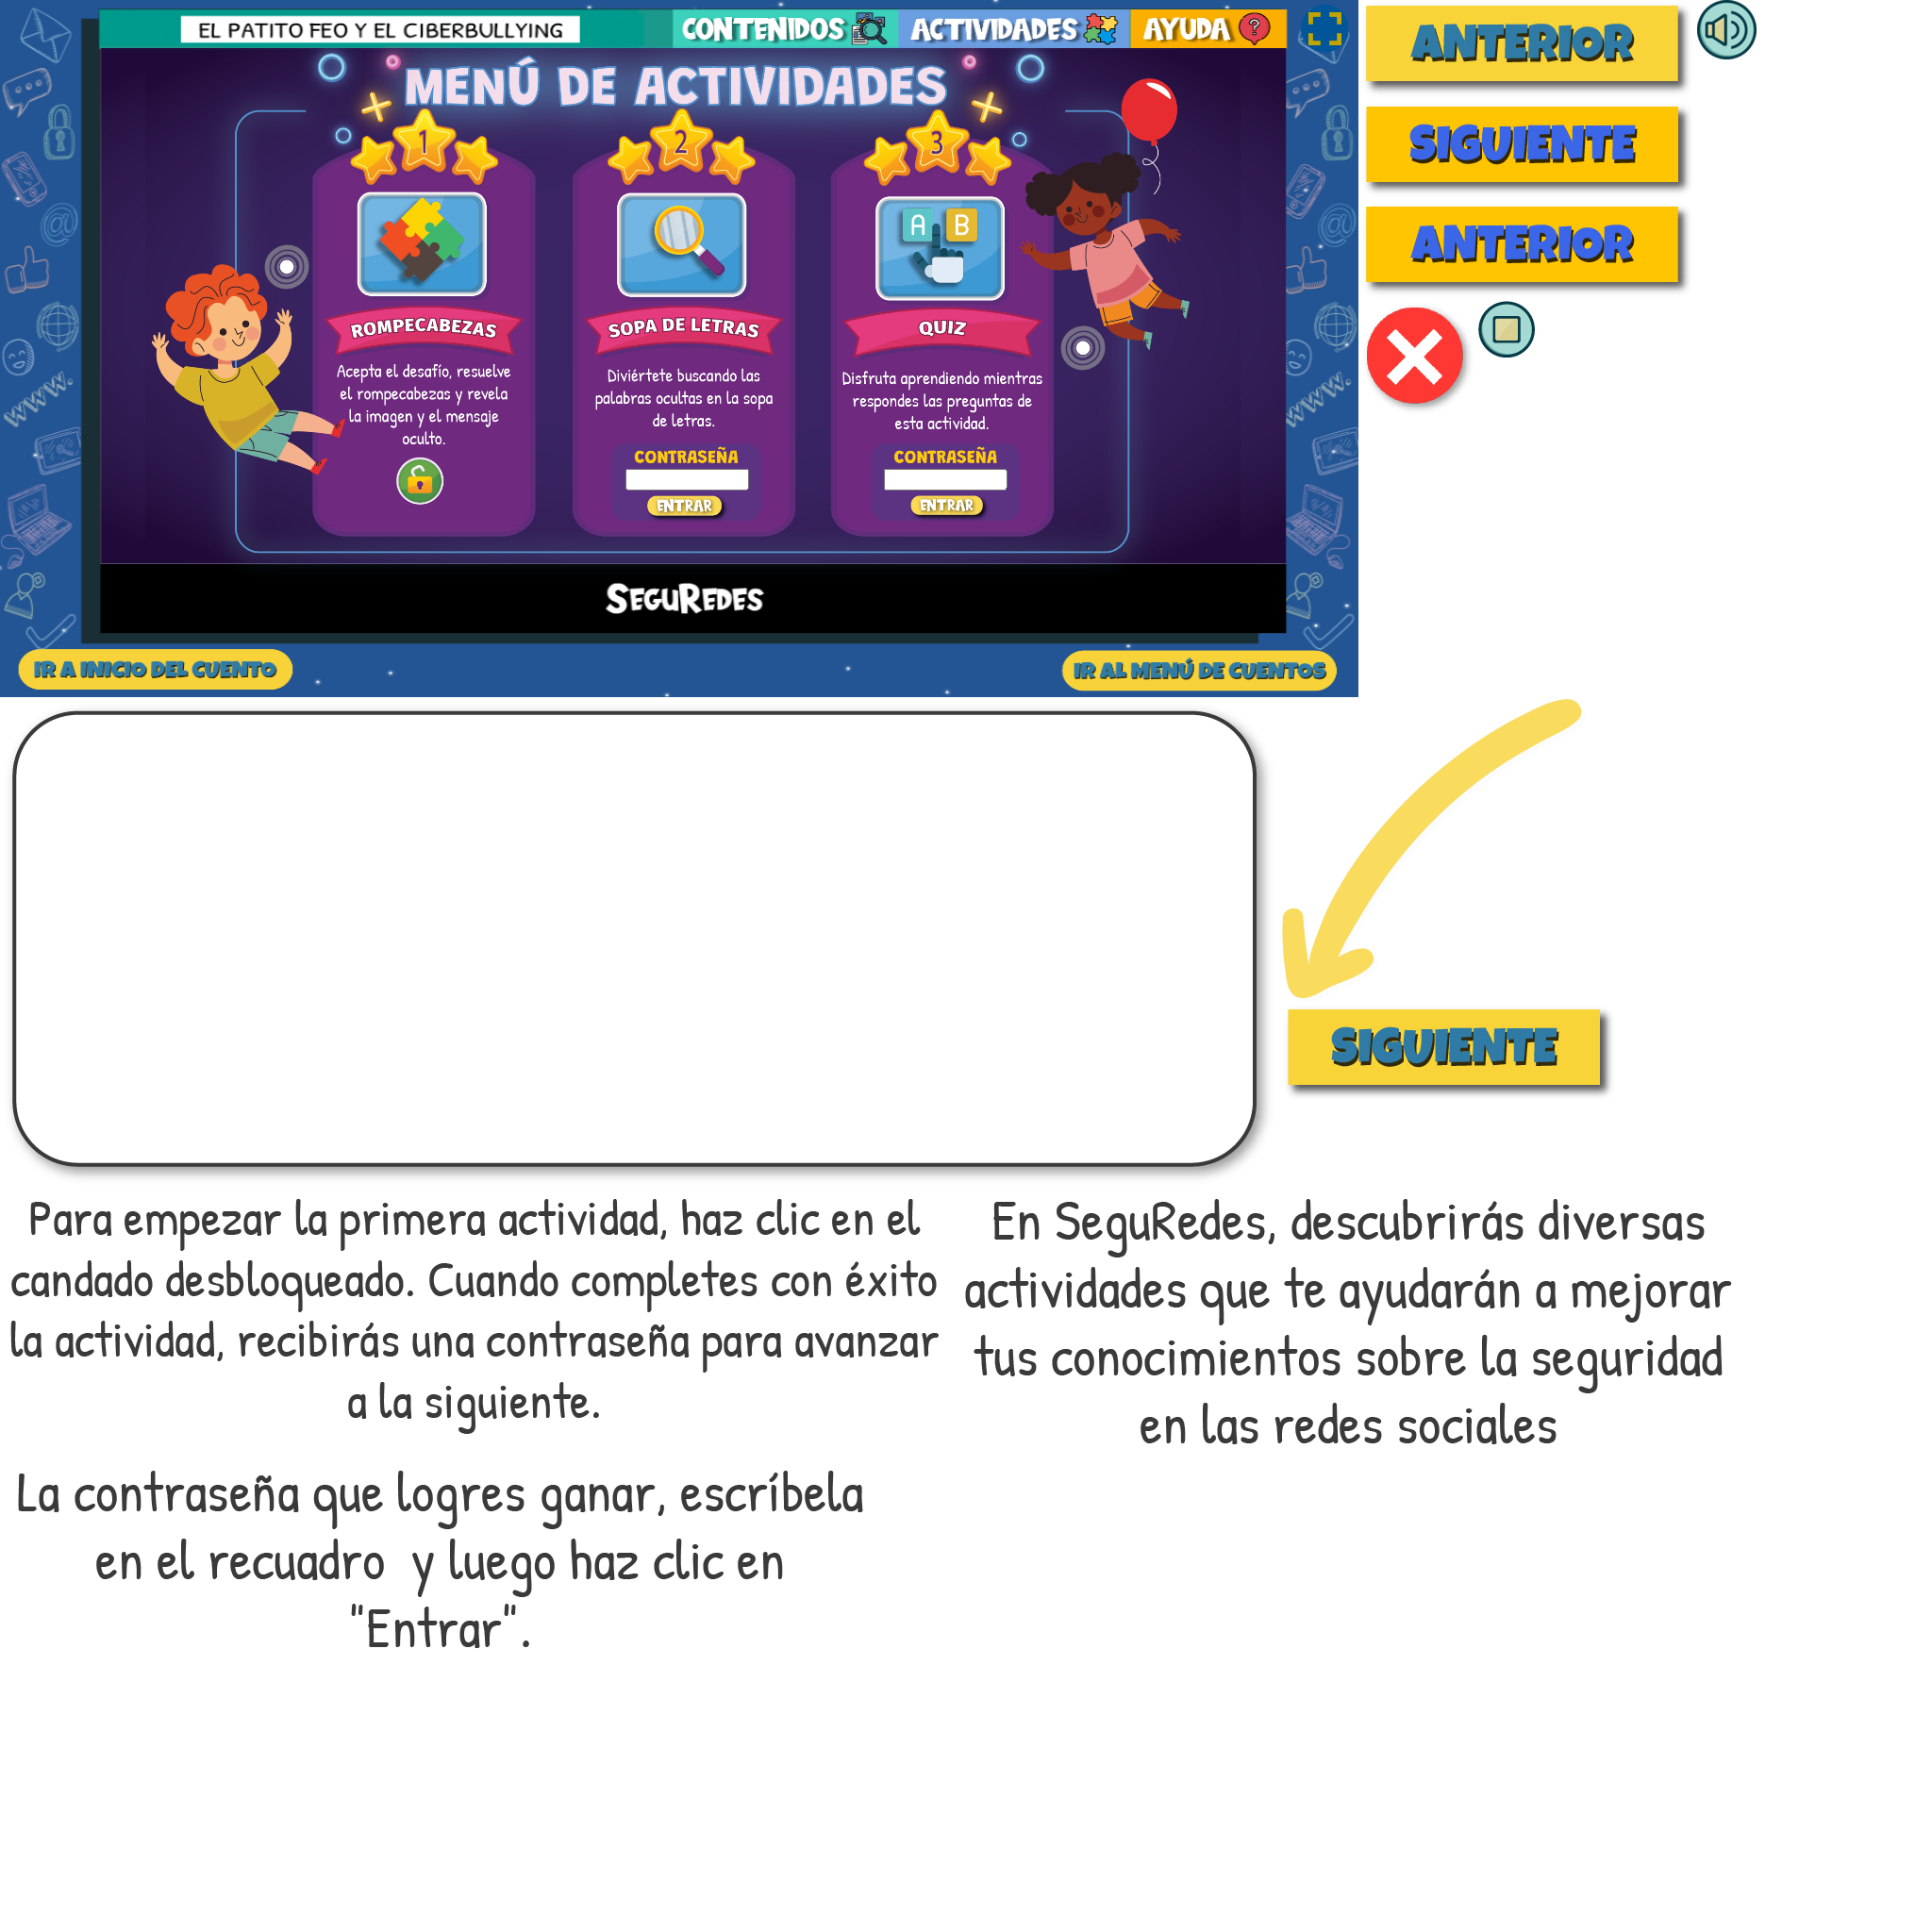 EL PATITO FEO Y EL CIBERBULLYING
CONTENIDOS
ACTIVIDADES
AYUDA
?
MENÚ DE ACTIVIDADES
1
ROMPECABEZAS
Acepta el desafío, resuelve
el rompecabezas y revela
la imagen y el mensaje
oculto.
2
SOPA DE LETRAS
Diviértete buscando las
palabras ocultas en la sopa
de letras.
CONTRASEÑA
ENTRAR
3
A B
QUIZ
Disfruta aprendiendo mientras
respondes las preguntas de
esta actividad.
CONTRASEÑA
ENTRAR
SEGUREDES
@
www.
@
www.
IR A INICIO DEL CUENTO
IR AL MENÚ DE CUENTOS
ANTERIOR
SIGUIENTE
ANTERIOR
SIGUIENTE
Para empezar la primera actividad, haz clic en el
candado desbloqueado. Cuando completes con éxito
la actividad, recibirás una contraseña para avanzar
a la siguiente.
En SeguRedes, descubrirás diversas
actividades que te ayudarán a mejorar
tus conocimientos sobre la seguridad
en las redes sociales
La contraseña que logres ganar, escríbela
en el recuadro  y luego haz clic en
"Entrar".